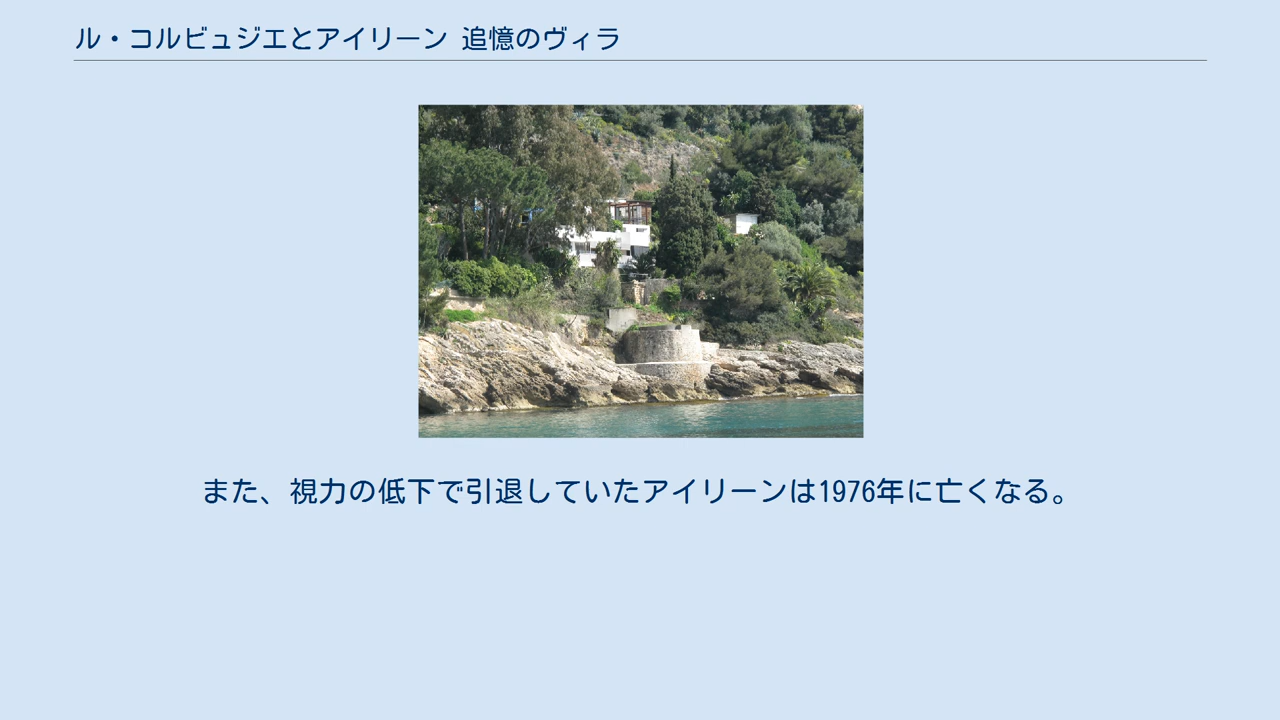 ル・コルビュジエとアイリーン 追憶のヴィラ
また、視力の低下で引退していたアイリーンは1976年に亡くなる。